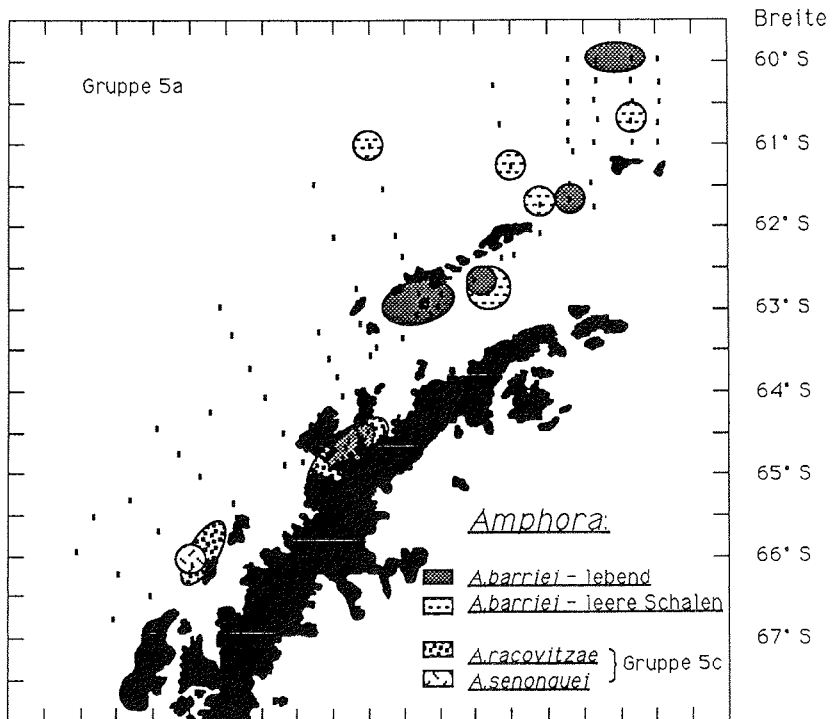 Breite
60° S
Gruppe 5a
61° S
62° S
63° S
64° S
65° S
Amphora:
66° S
A.barriei – lebend
A.barriei – leere Schalen
67° S
A.racovitzae
Gruppe 5c
A.senonquei